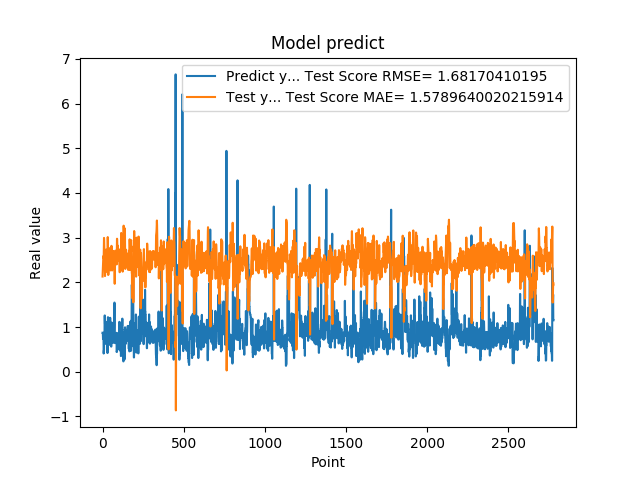 Model predict
Predict y... Test Score RMSE= 1.68170410195
Test y... Test Score MAE= 1.5789640020215914
7
6
5
4
3
2
1
0
−1
Real value
0 500 1000 1500 2000 2500
Point